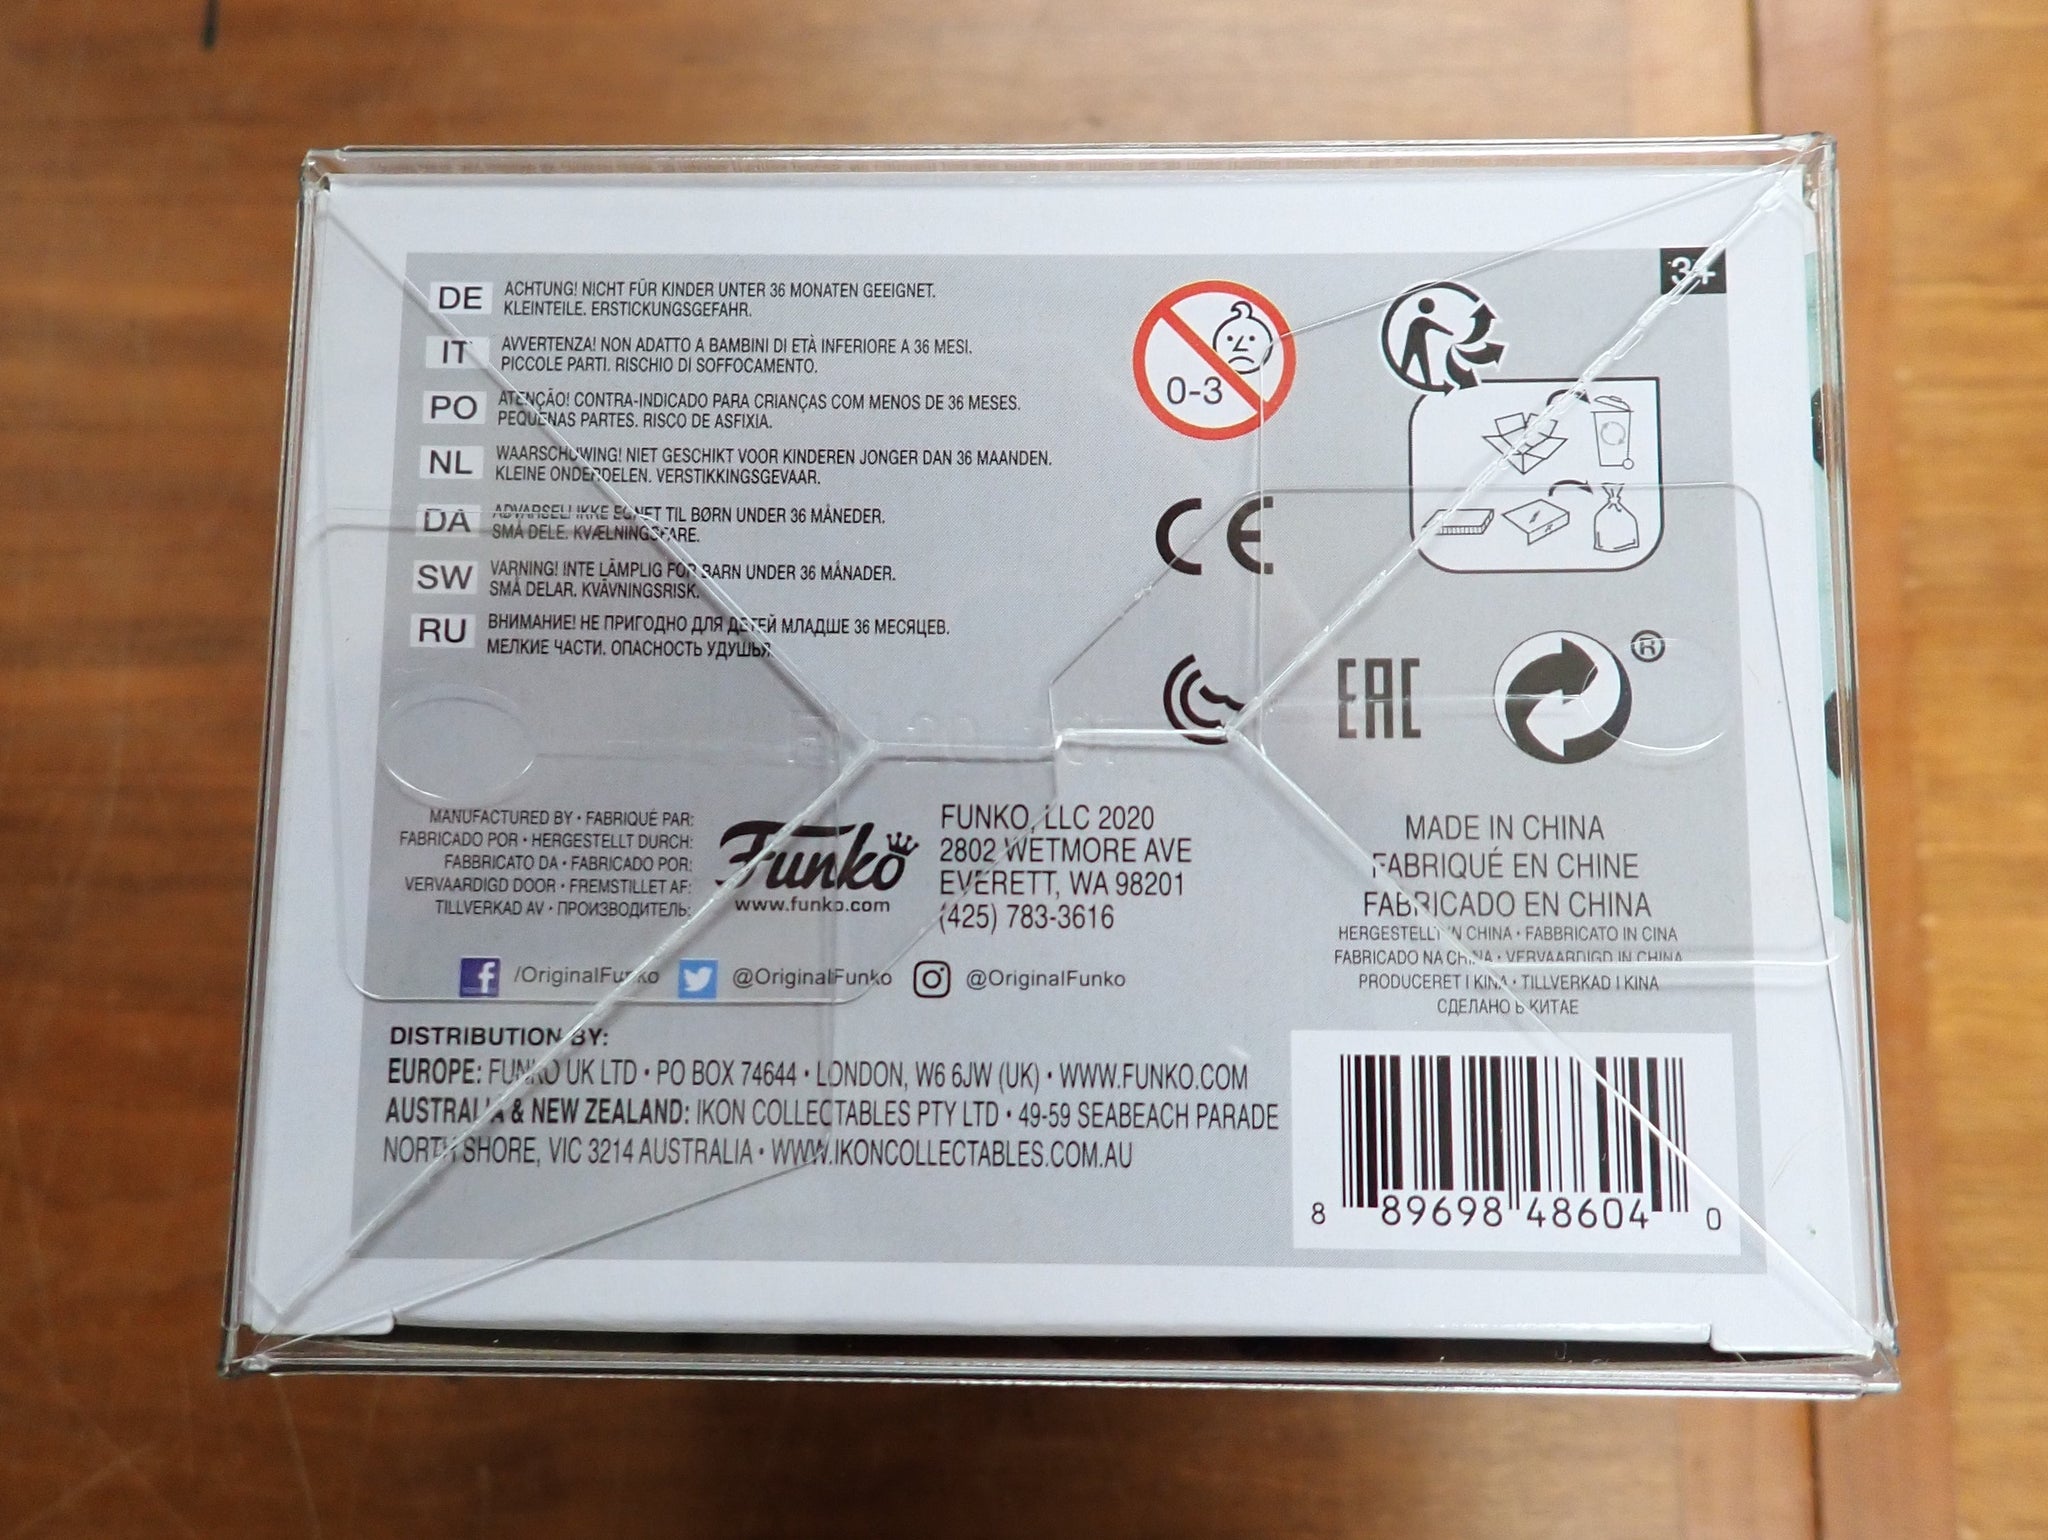 3+
DE ACHTUNG! NICHT FÜR KINDER UNTER 36 MONATEN GEEIGNET.
KLEINTEILE. ERSTICKUNGSGEFAHR.
IT AVVERTENZA! NON ADATTO A BAMBINI DI ETÀ INFERIORE A 36 MESI.
PICCOLE PARTI. RISCHIO DI SOFFOCAMENTO.
PO ATENÇÃO! CONTRA-INDICADO PARA CRIANÇAS COM MENOS DE 36 MESES.
PEQUENAS PARTES. RISCO DE ASFIXIA.
NL WAARSCHUWING! NIET GESCHIKT VOOR KINDEREN JONGER DAN 36 MAANDEN.
KLEINE ONDERDELEN. VERSTIKKINGSGEVAAR.
DA ADVARSEL! IKKE EGNET TIL BØRN UNDER 36 MÅNEDER.
SMÅ DELE. KVÆLNINGSFARE.
SW VARNING! INTE LÄMPLIG FÖR BARN UNDER 36 MÅNADER.
SMÅ DELAR. KVÄVNINGSRISK.
RU ВНИМАНИЕ! НЕ ПРИГОДНО ДЛЯ ДЕТЕЙ МЛАДШЕ 36 МЕСЯЦЕВ.
МЕЛКИЕ ЧАСТИ. ОПАСНОСТЬ УДУШЬЯ
0-3
CE
EAC
®
MANUFACTURED BY • FABRIQUÉ PAR:
FABRICADO POR • HERGESTELLT DURCH:
FABBRICATO DA • FABRICADO POR:
VERVAARDIGD DOOR • FREMSTILLET AF:
TILLVERKAD AV • ПРОИЗВОДИТЕЛЬ:
Funko
www.funko.com
FUNKO, LLC 2020
2802 WETMORE AVE
EVERETT, WA 98201
(425) 783-3616
MADE IN CHINA
FABRIQUÉ EN CHINE
FABRICADO EN CHINA
HERGESTELLT IN CHINA • FABBRICATO IN CINA
FABRICADO NA CHINA • VERVAARDIGD IN CHINA
PRODUCERET I KINA • TILLVERKAD I KINA
СДЕЛАНО В КИТАЕ
/OriginalFunko @OriginalFunko @OriginalFunko
DISTRIBUTION BY:
EUROPE: FUNKO UK LTD • PO BOX 74644 • LONDON, W6 6JW (UK) • WWW.FUNKO.COM
AUSTRALIA & NEW ZEALAND: IKON COLLECTABLES PTY LTD • 49-59 SEABEACH PARADE
NORTH SHORE, VIC 3214 AUSTRALIA • WWW.IKONCOLLECTABLES.COM.AU
8 89698 48604 0